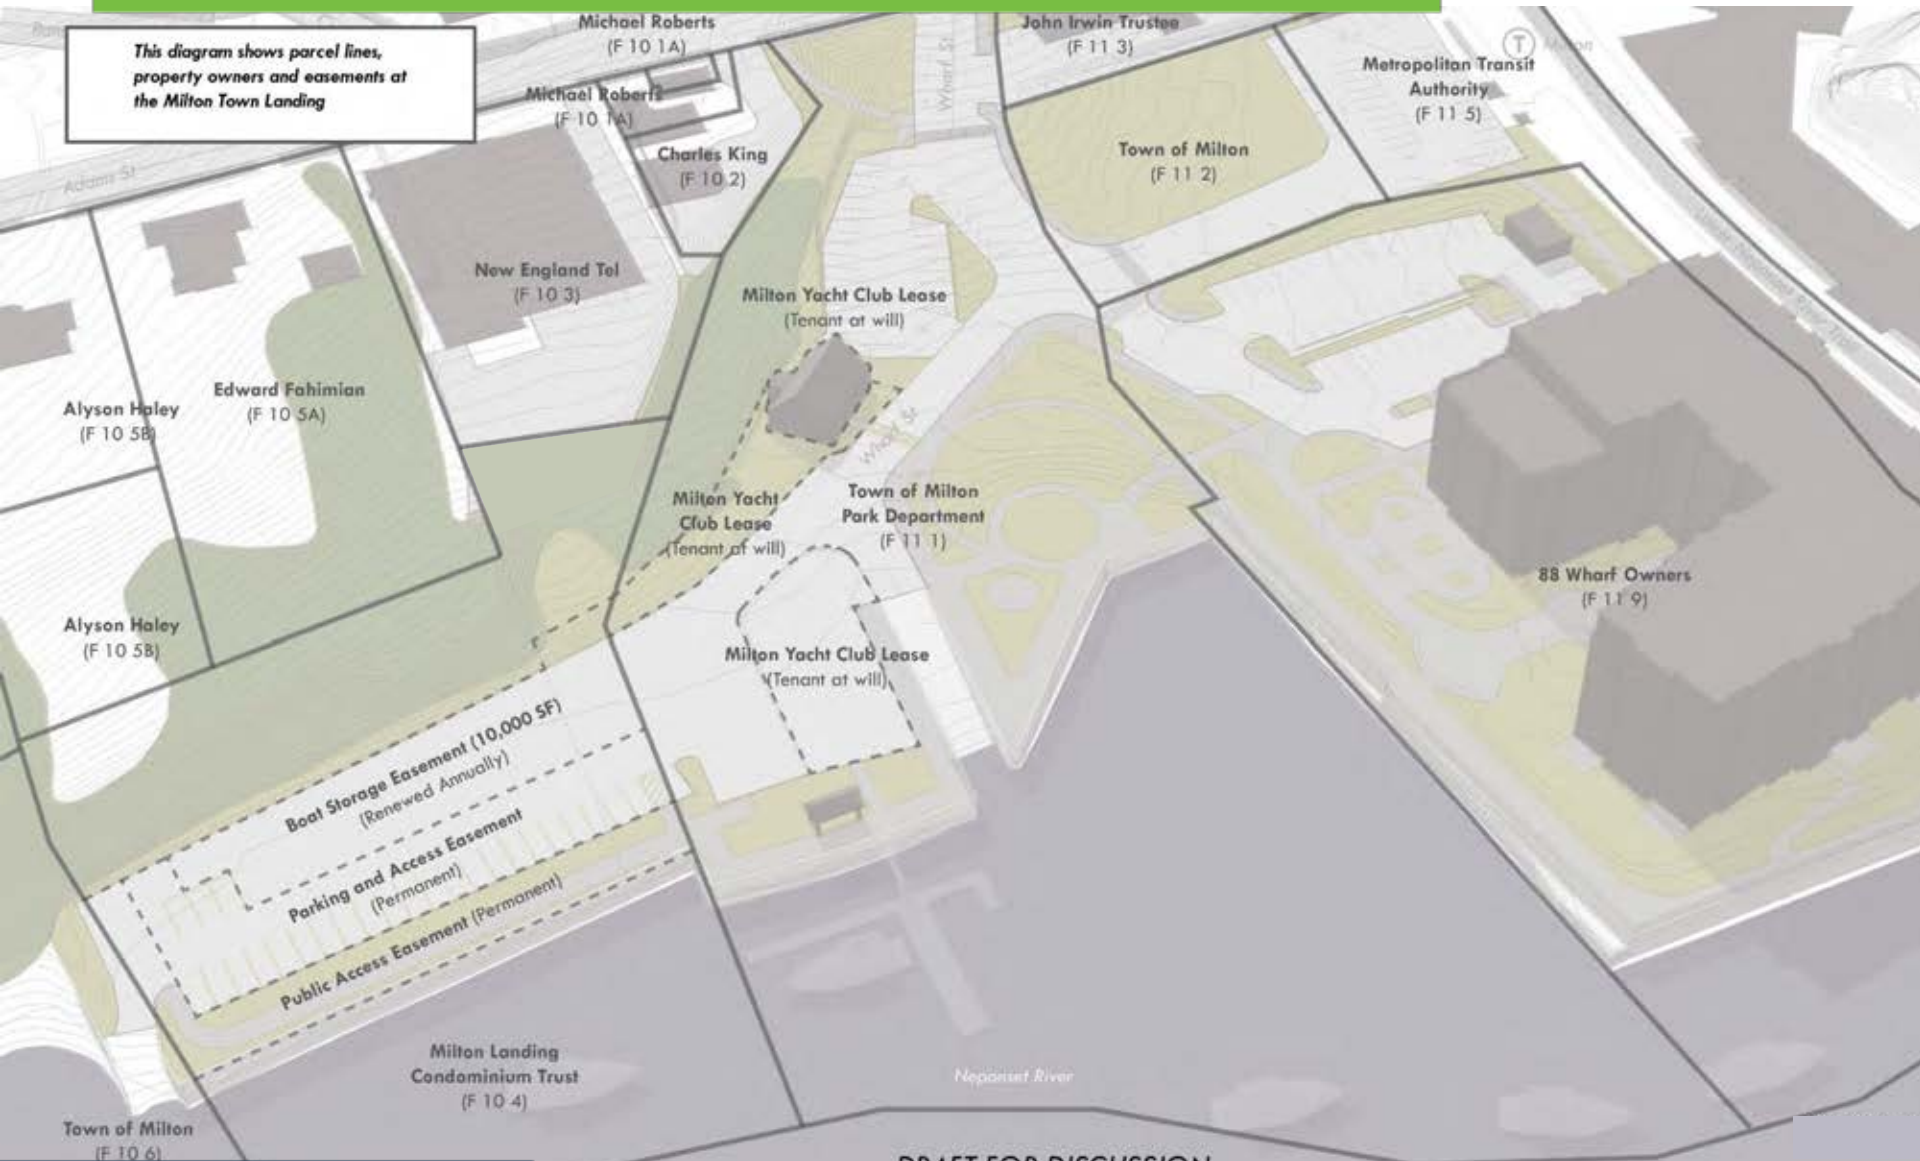 This diagram shows parcel lines,
property owners and easements at
the Milton Town Landing
Michael Roberts
(F 10 1A)
John Irwin Trustee
(F 11 3)
T Milton
Metropolitan Transit
Authority
(F 11 5)
Michael Roberts
(F 10 1A)
Wharf St
Charles King
(F 10 2)
Town of Milton
(F 11 2)
Adams St
New England Tel
(F 10 3)
Milton Yacht Club Lease
(Tenant at will)
Edward Fahimian
(F 10 5A)
Alyson Haley
(F 10 5B)
Wharf St
Milton Yacht
Club Lease
(Tenant at will)
Town of Milton
Park Department
(F 11 1)
88 Wharf Owners
(F 11 9)
Alyson Haley
(F 10 5B)
Milton Yacht Club Lease
(Tenant at will)
Boat Storage Easement (10,000 SF)
(Renewed Annually)
Parking and Access Easement
(Permanent)
Public Access Easement (Permanent)
Milton Landing
Condominium Trust
(F 10 4)
Neponset River
Town of Milton
(F 10 6)
DRAFT FOR DISCUSSION